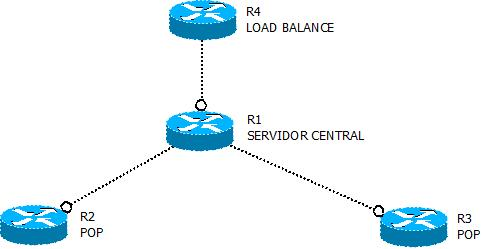 R4
LOAD BALANCE
R1
SERVIDOR CENTRAL
R2
POP
R3
POP